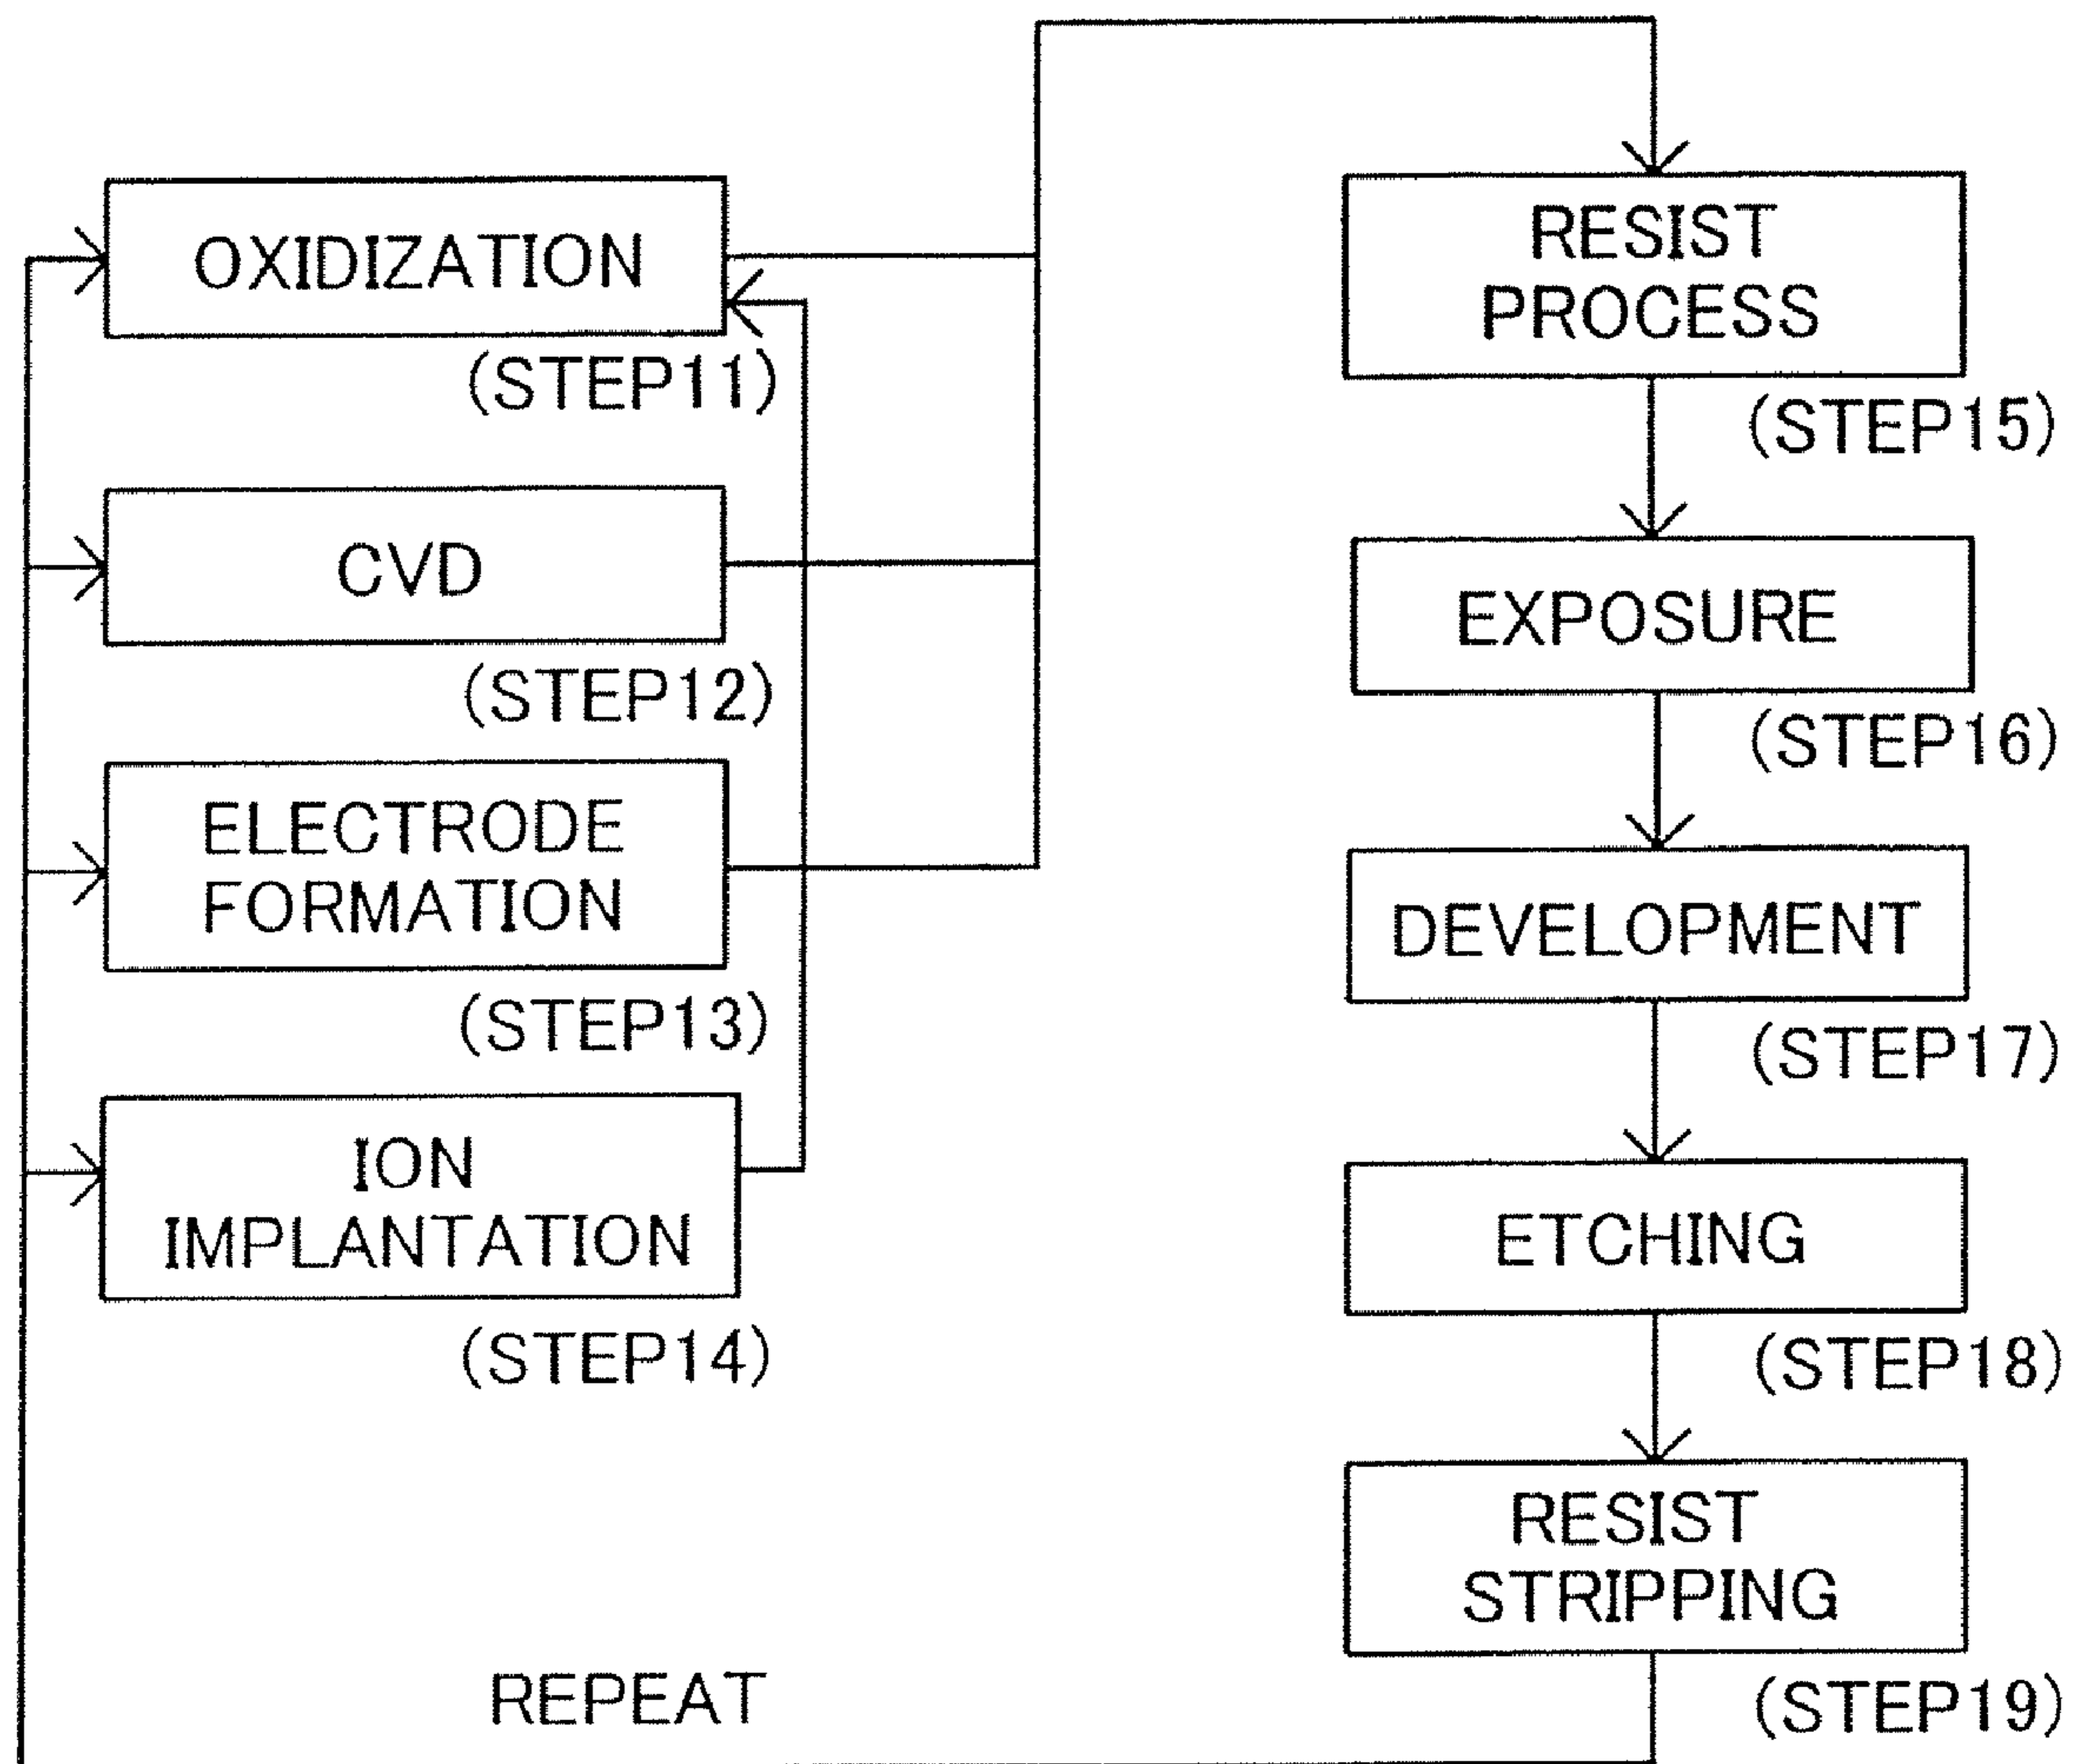 OXIDIZATION
(STEP11)
CVD
(STEP12)
ELECTRODE
FORMATION
(STEP13)
ION
IMPLANTATION
(STEP14)
REPEAT
RESIST
PROCESS
(STEP15)
EXPOSURE
(STEP16)
DEVELOPMENT
(STEP17)
ETCHING
(STEP18)
RESIST
STRIPPING
(STEP19)